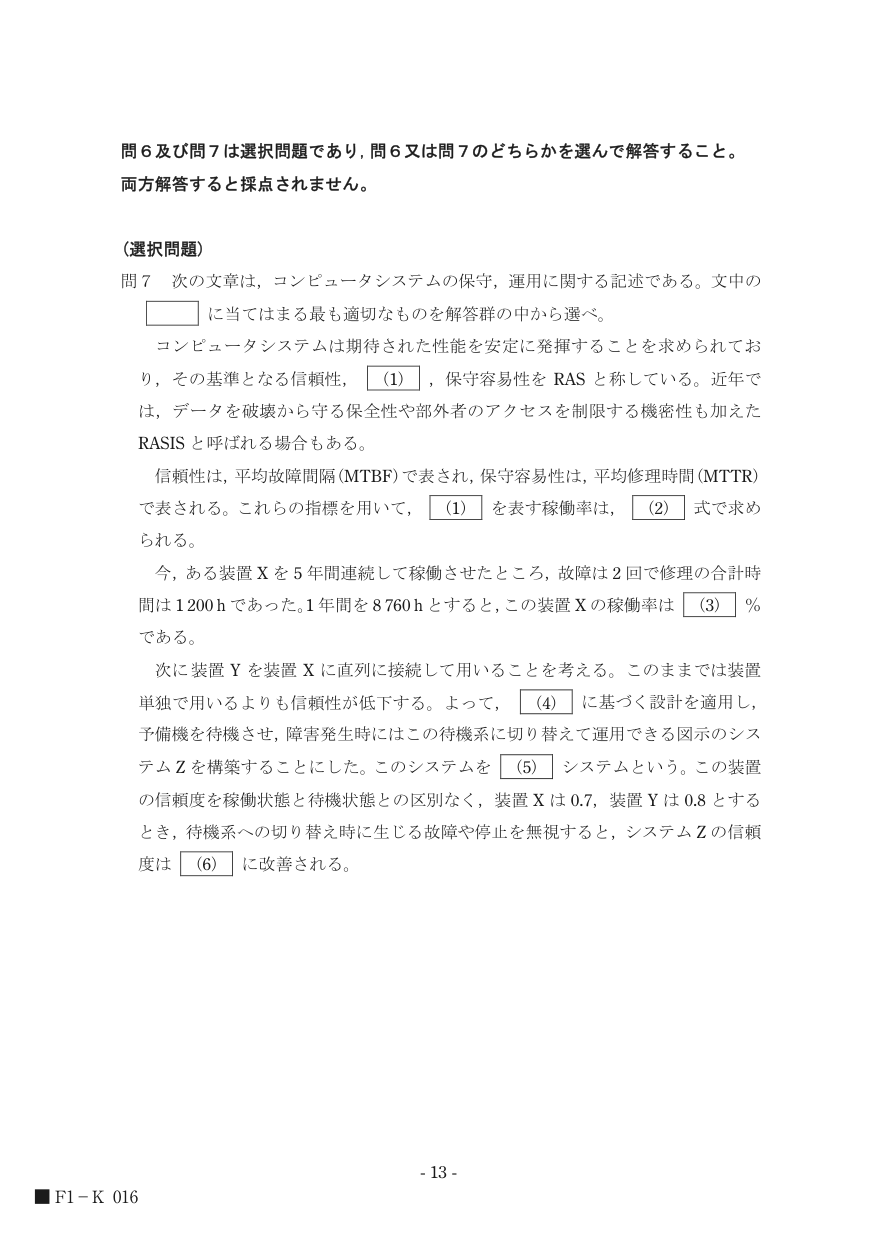 問6及び問7は選択問題であり,問6又は問7のどちらかを選んで解答すること。
両方解答すると採点されません。
(選択問題)
問7 次の文章は,コンピュータシステムの保守,運用に関する記述である。文中の
に当てはまる最も適切なものを解答群の中から選べ。
コンピュータシステムは期待された性能を安定に発揮することを求められてお
り,その基準となる信頼性, (1) ,保守容易性を RAS と称している。近年で
は,データを破壊から守る保全性や部外者のアクセスを制限する機密性も加えた
RASIS と呼ばれる場合もある。
信頼性は,平均故障間隔(MTBF)で表され,保守容易性は,平均修理時間(MTTR)
で表される。これらの指標を用いて, (1) を表す稼働率は, (2) 式で求め
られる。
今,ある装置 X を 5 年間連続して稼働させたところ,故障は 2 回で修理の合計時
間は 1 200 h であった。1 年間を 8 760 h とすると,この装置 X の稼働率は (3) %
である。
次に装置 Y を装置 X に直列に接続して用いることを考える。このままでは装置
単独で用いるよりも信頼性が低下する。よって, (4) に基づく設計を適用し,
予備機を待機させ,障害発生時にはこの待機系に切り替えて運用できる図示のシス
テム Z を構築することにした。このシステムを (5) システムという。この装置
の信頼度を稼働状態と待機状態との区別なく,装置 X は 0.7,装置 Y は 0.8 とする
とき,待機系への切り替え時に生じる故障や停止を無視すると,システム Z の信頼
度は (6) に改善される。
- 13 -
■ F1-K 016